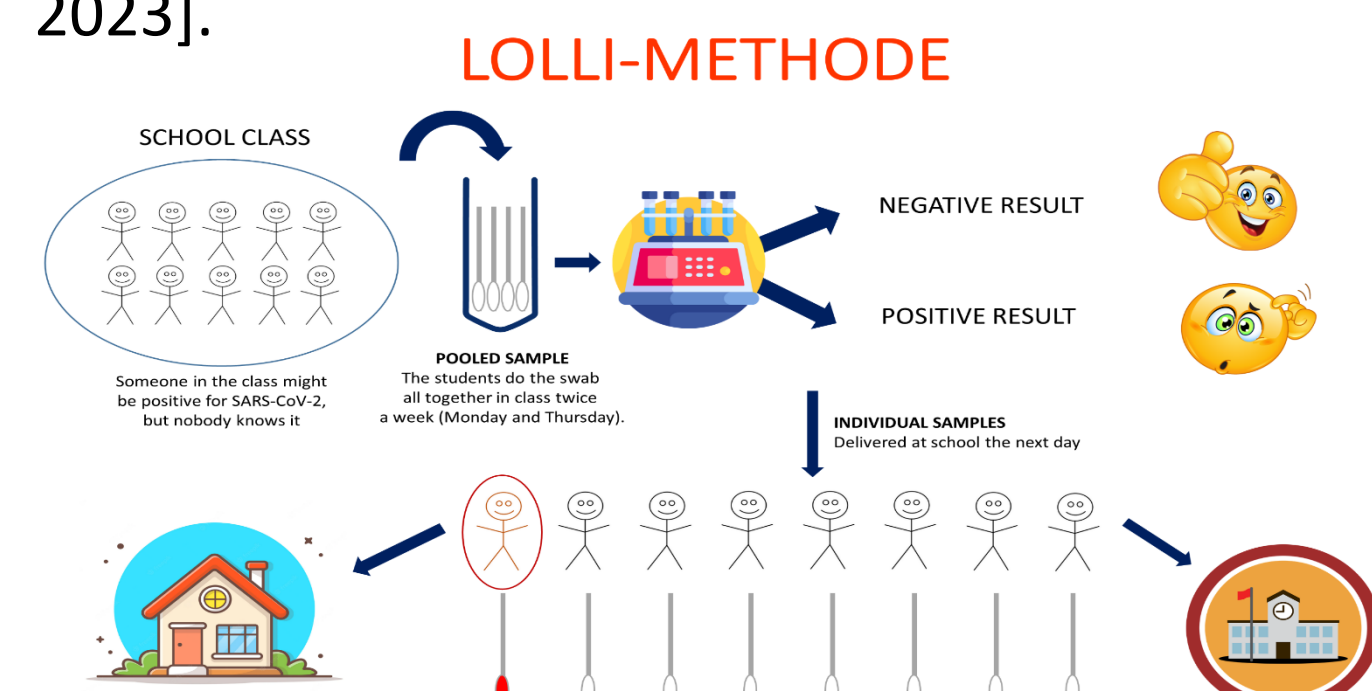 2023].
LOLLI-METHODE
SCHOOL CLASS
Someone in the class might
be positive for SARS-CoV-2,
but nobody knows it
POOLED SAMPLE
The students do the swab
all together in class twice
a week (Monday and Thursday).
NEGATIVE RESULT
POSITIVE RESULT
INDIVIDUAL SAMPLES
Delivered at school the next day